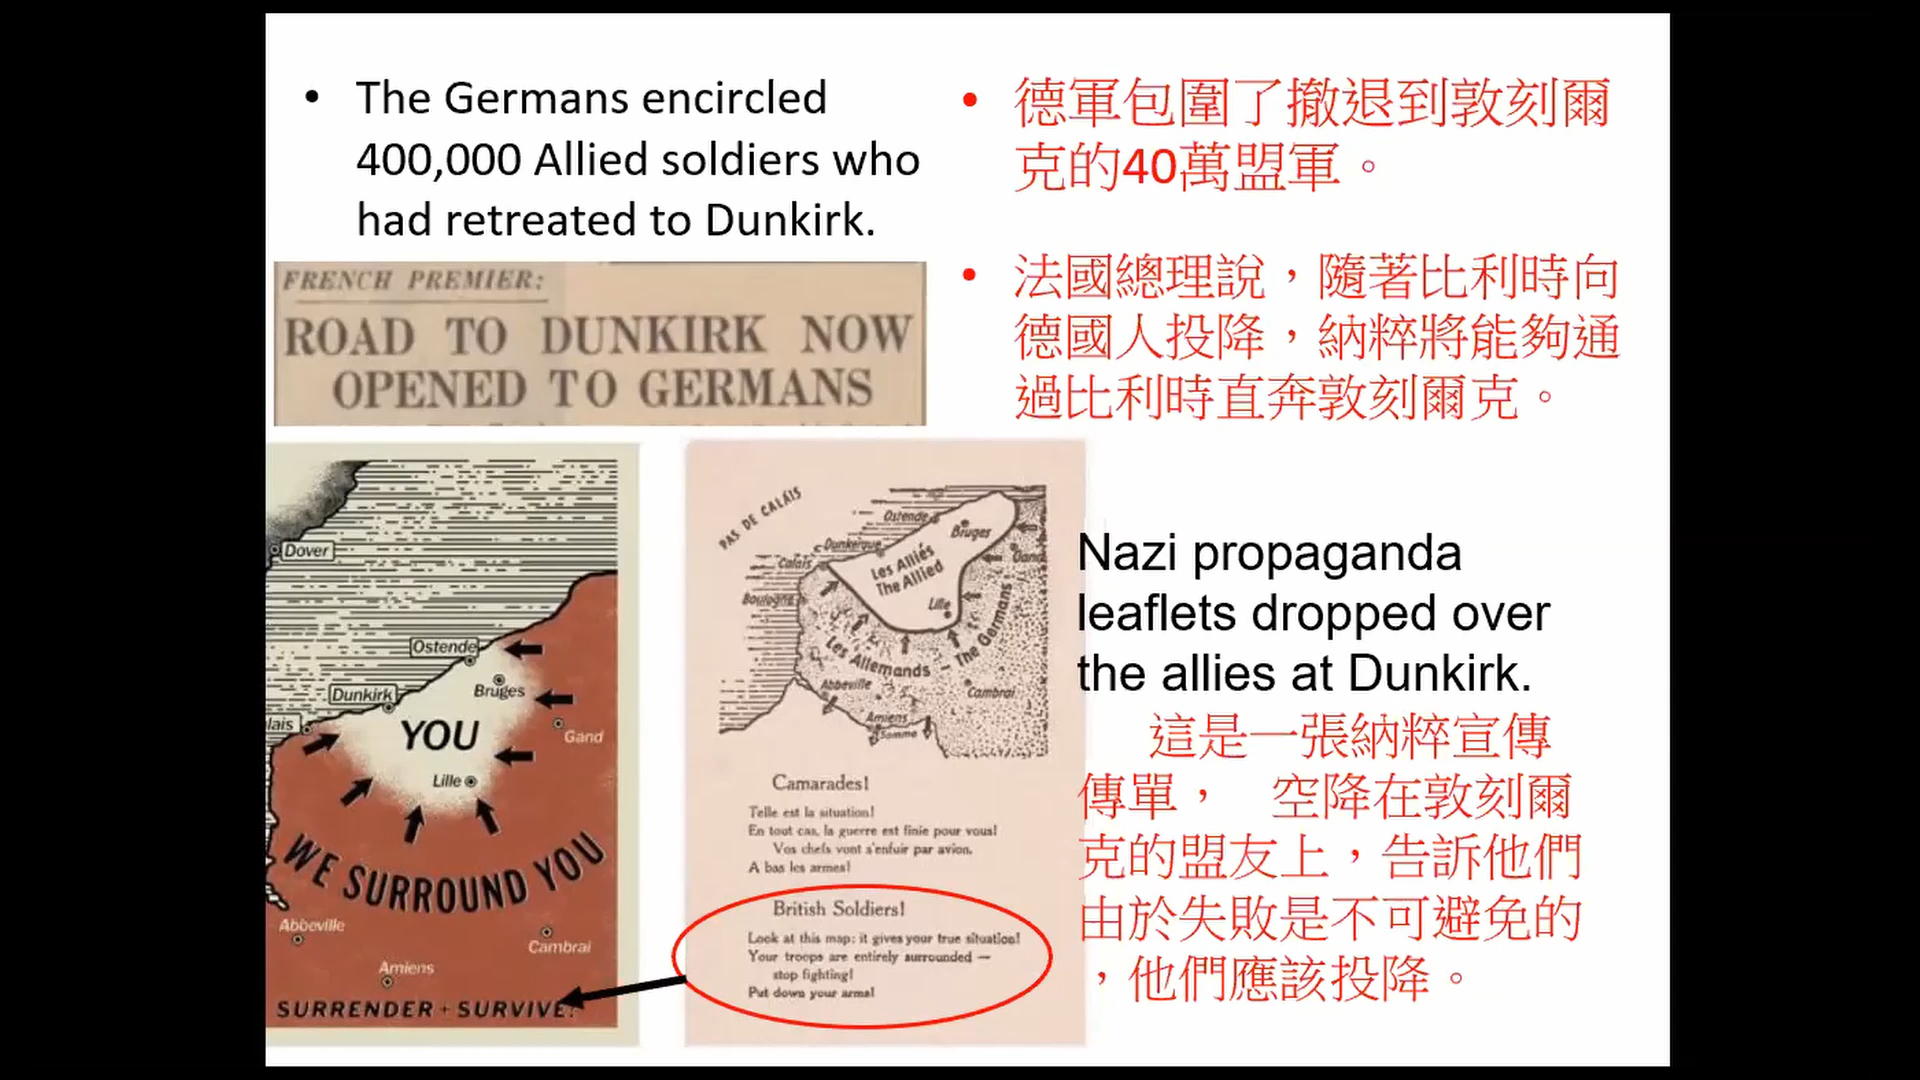 • The Germans encircled
400,000 Allied soldiers who
had retreated to Dunkirk.
• 德軍包圍了撤退到敦刻爾
克的40萬盟軍。
FRENCH PREMIER:
ROAD TO DUNKIRK NOW
OPENED TO GERMANS
• 法國總理說，隨著比利時向
德國人投降，納粹將能夠通
過比利時直奔敦刻爾克。
Dover
Ostende
Dunkirk
Bruges
lais
YOU
Gand
Lille
WE SURROUND YOU
Abbeville
Cambrai
Amiens
SURRENDER + SURVIVE!
PAS DE CALAIS
Ostende
Bruges
Dunkerque
Gand
Calais
Les Alliés
The Allied
Boulogne
Lille
Les Allemands – The Germans
Abbeville
Cambrai
Amiens
Somme
Camarades!
Telle est la situation!
En tout cas, la guerre est finie pour vous!
Vos chefs vont s'enfuir par avion.
A bas les armes!
British Soldiers!
Look at this map: it gives your true situation!
Your troops are entirely surrounded —
stop fighting!
Put down your arms!
Nazi propaganda
leaflets dropped over
the allies at Dunkirk.
這是一張納粹宣傳
傳單， 空降在敦刻爾
克的盟友上，告訴他們
由於失敗是不可避免的
，他們應該投降。